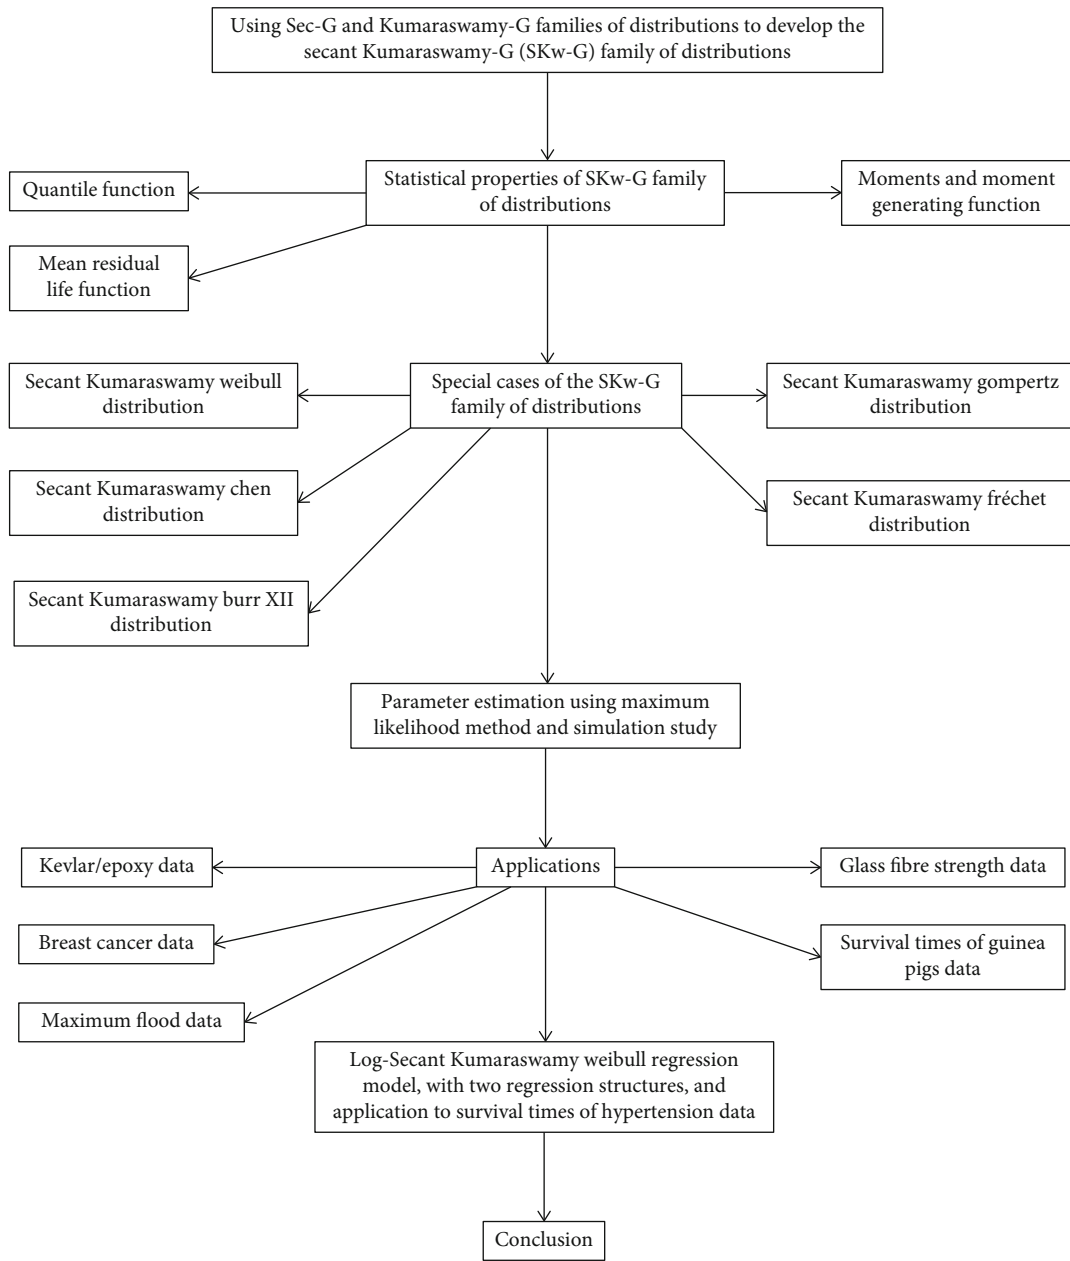 Using Sec-G and Kumaraswamy-G families of distributions to develop the
secant Kumaraswamy-G (SKw-G) family of distributions
Quantile function
Statistical properties of SKw-G family
of distributions
Moments and moment
generating function
Mean residual
life function
Secant Kumaraswamy weibull
distribution
Special cases of the SKw-G
family of distributions
Secant Kumaraswamy gompertz
distribution
Secant Kumaraswamy chen
distribution
Secant Kumaraswamy fréchet
distribution
Secant Kumaraswamy burr XII
distribution
Parameter estimation using maximum
likelihood method and simulation study
Kevlar/epoxy data
Applications
Glass fibre strength data
Breast cancer data
Survival times of guinea
pigs data
Maximum flood data
Log-Secant Kumaraswamy weibull regression
model, with two regression structures, and
application to survival times of hypertension data
Conclusion